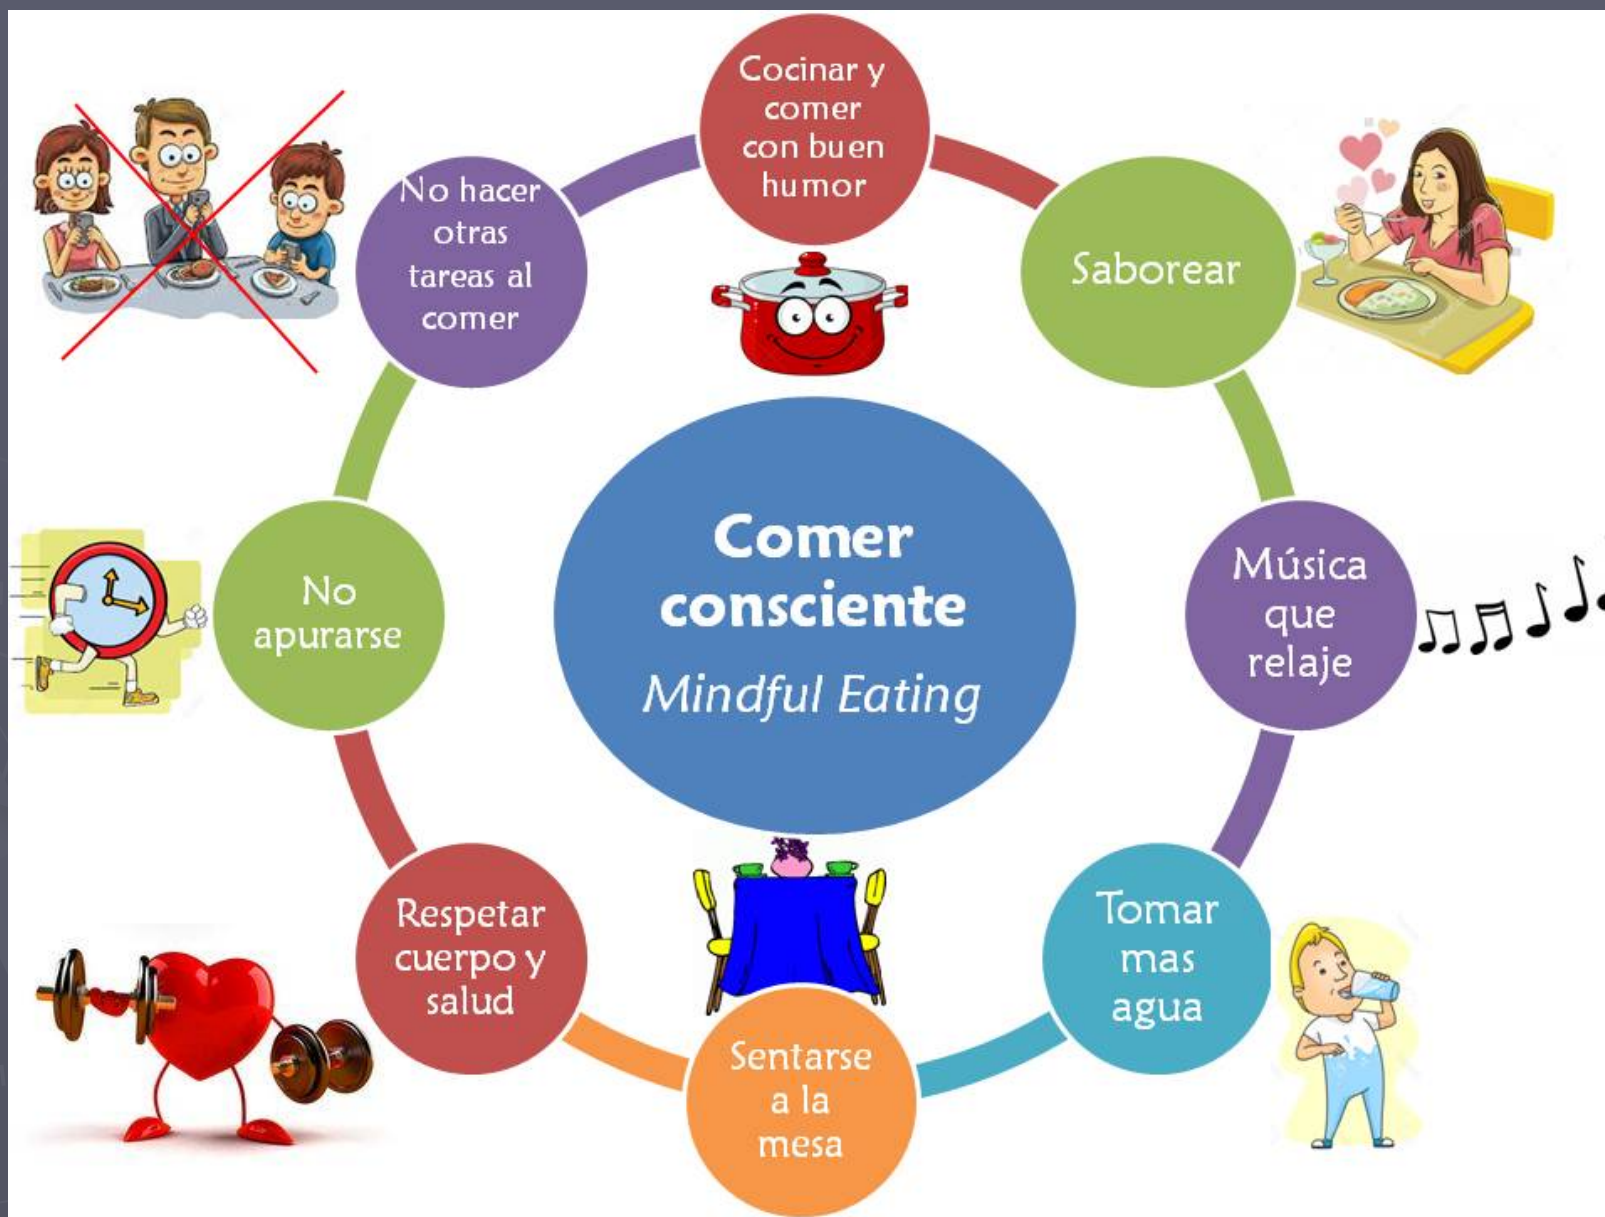 Cocinar y
comer
con buen
humor
Saborear
Música
que
relaje
Tomar
mas
agua
Sentarse
a la
mesa
Respetar
cuerpo y
salud
No
apurarse
No hacer
otras
tareas al
comer
Comer
consciente
Mindful Eating